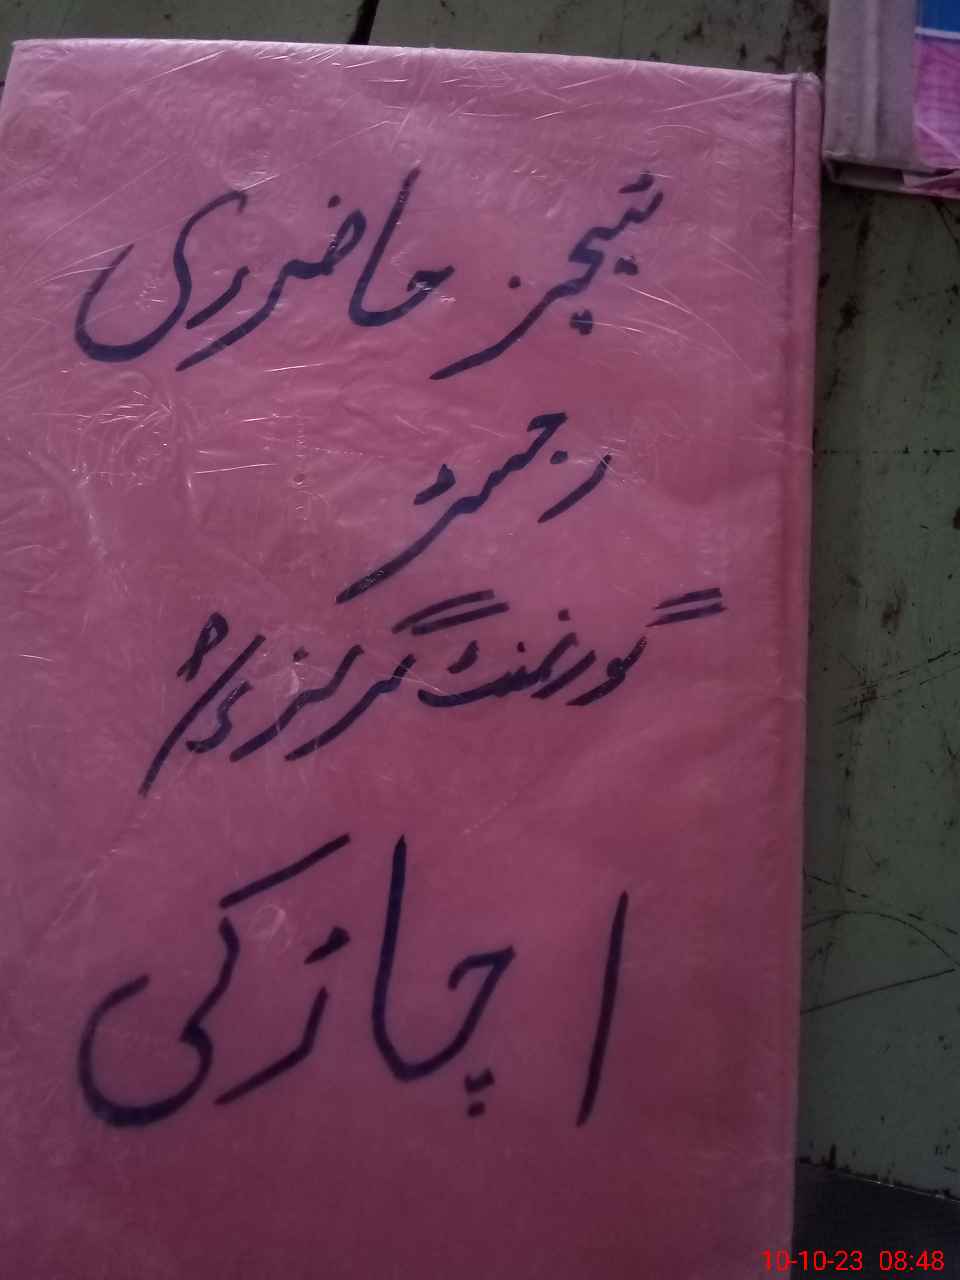 ٹیچرز حاضری
رجسٹر
گورنمنٹ گرلز
اچازکی
10-10-23 08:48